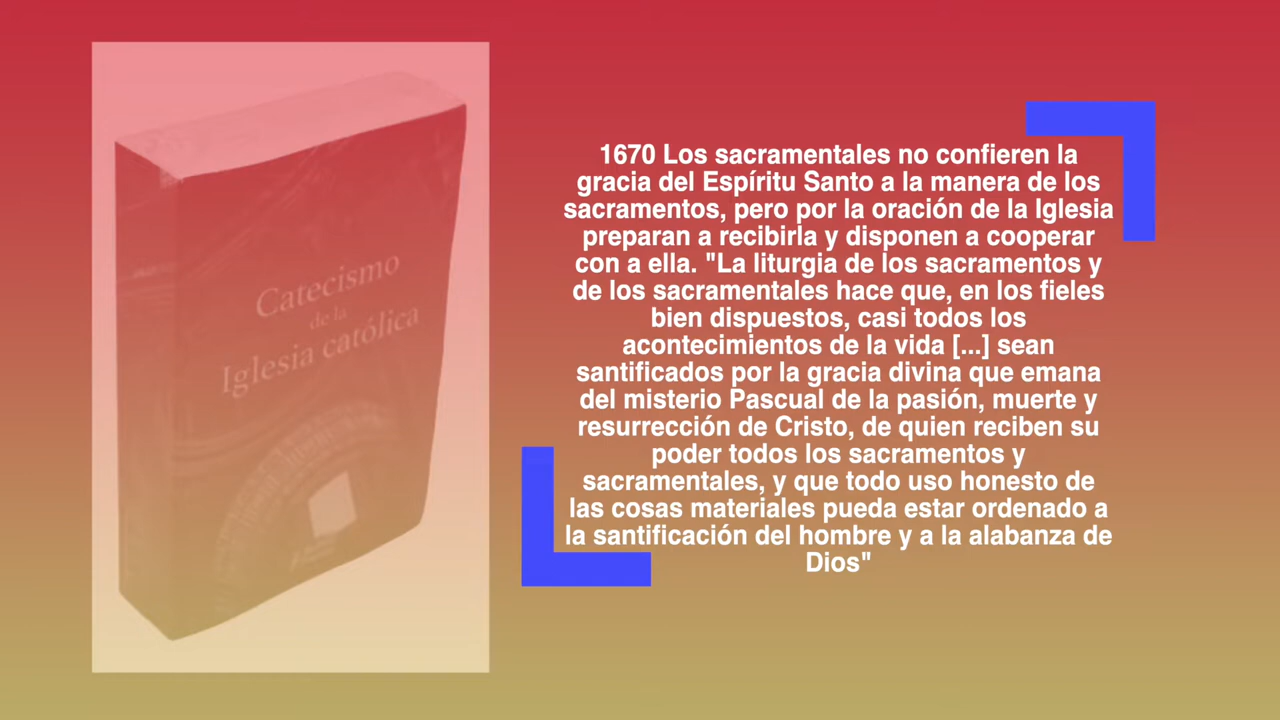 Catecismo
de la
Iglesia católica
1670 Los sacramentales no confieren la
gracia del Espíritu Santo a la manera de los
sacramentos, pero por la oración de la Iglesia
preparan a recibirla y disponen a cooperar
con a ella. "La liturgia de los sacramentos y
de los sacramentales hace que, en los fieles
bien dispuestos, casi todos los
acontecimientos de la vida [...] sean
santificados por la gracia divina que emana
del misterio Pascual de la pasión, muerte y
resurrección de Cristo, de quien reciben su
poder todos los sacramentos y
sacramentales, y que todo uso honesto de
las cosas materiales pueda estar ordenado a
la santificación del hombre y a la alabanza de
Dios"